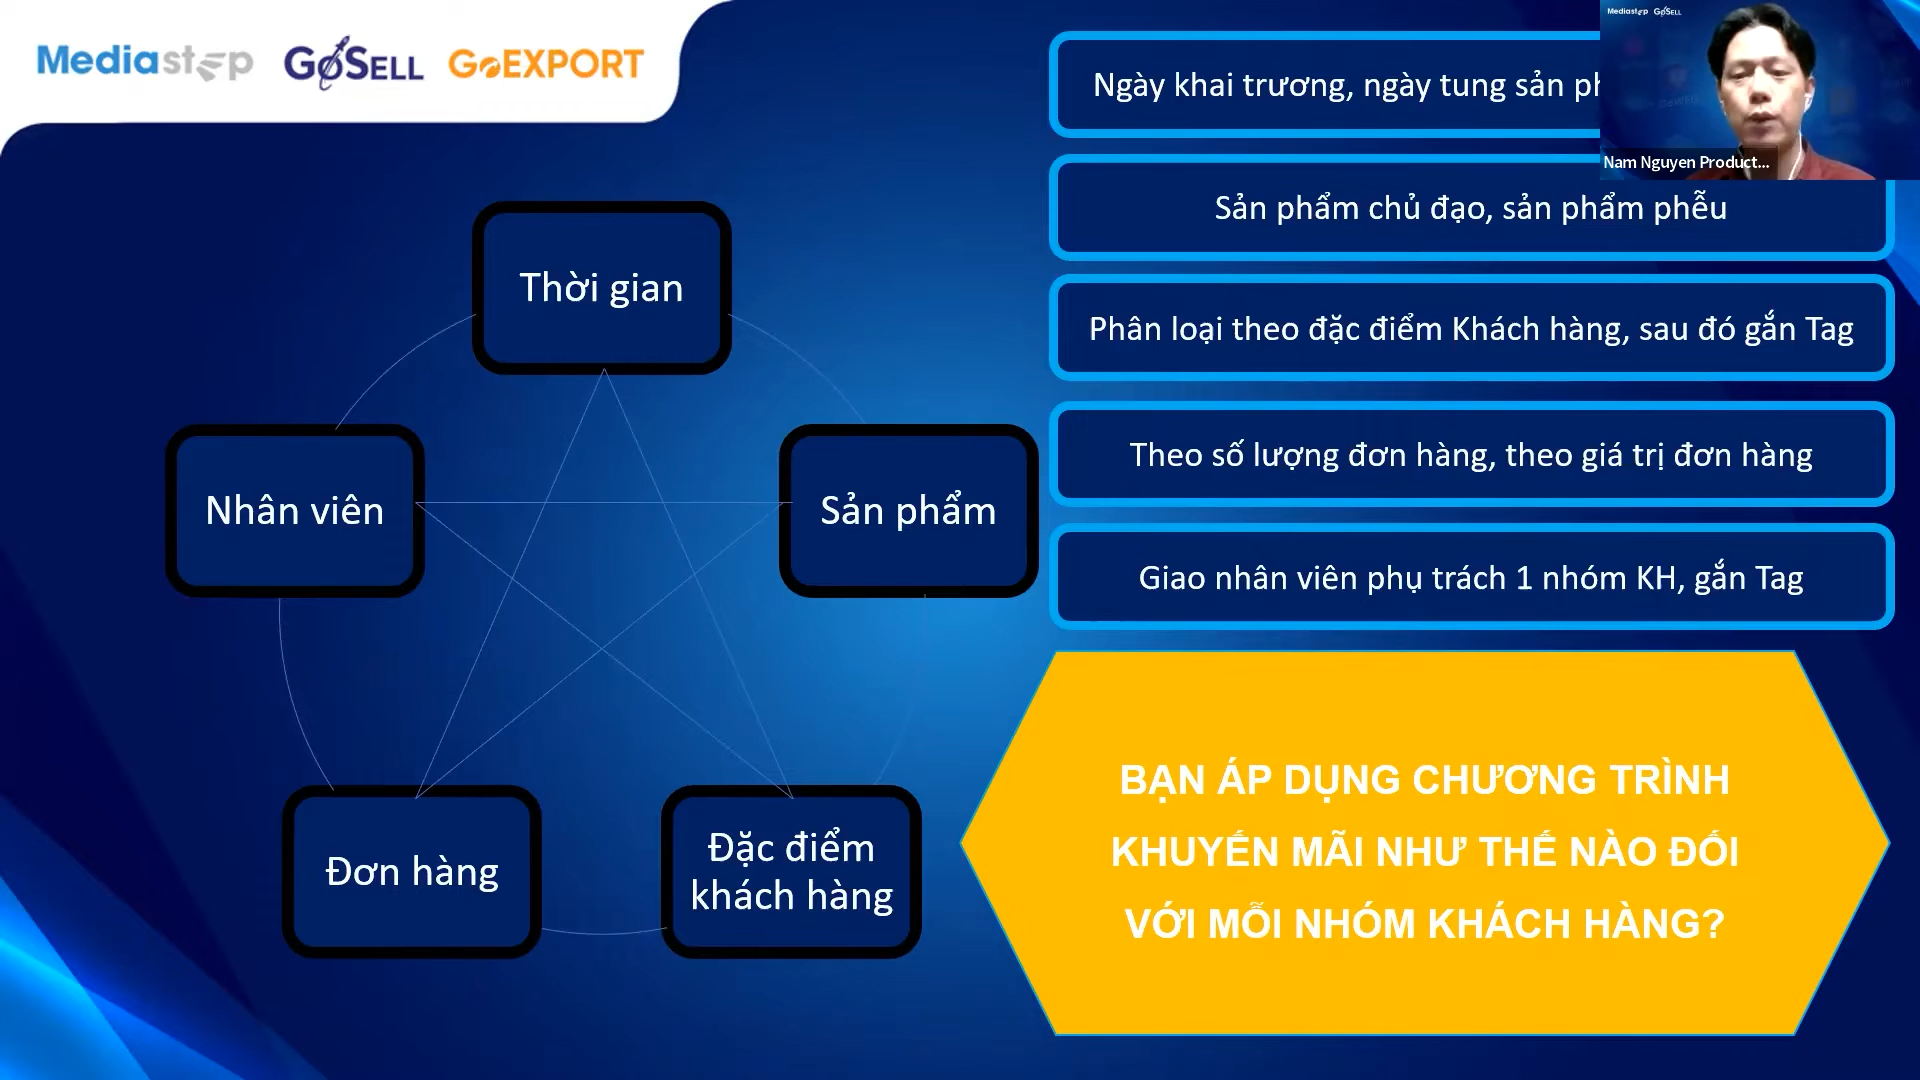 Mediastep GoSELL GoEXPORT
Ngày khai trương, ngày tung sản
Mediastep GoSELL
Nam Nguyen Product...
Sản phẩm chủ đạo, sản phẩm phễu
Thời gian
Phân loại theo đặc điểm Khách hàng, sau đó gắn Tag
Theo số lượng đơn hàng, theo giá trị đơn hàng
Nhân viên
Sản phẩm
Giao nhân viên phụ trách 1 nhóm KH, gắn Tag
BẠN ÁP DỤNG CHƯƠNG TRÌNH
KHUYẾN MÃI NHƯ THẾ NÀO ĐỐI
VỚI MỖI NHÓM KHÁCH HÀNG?
Đơn hàng
Đặc điểm
khách hàng